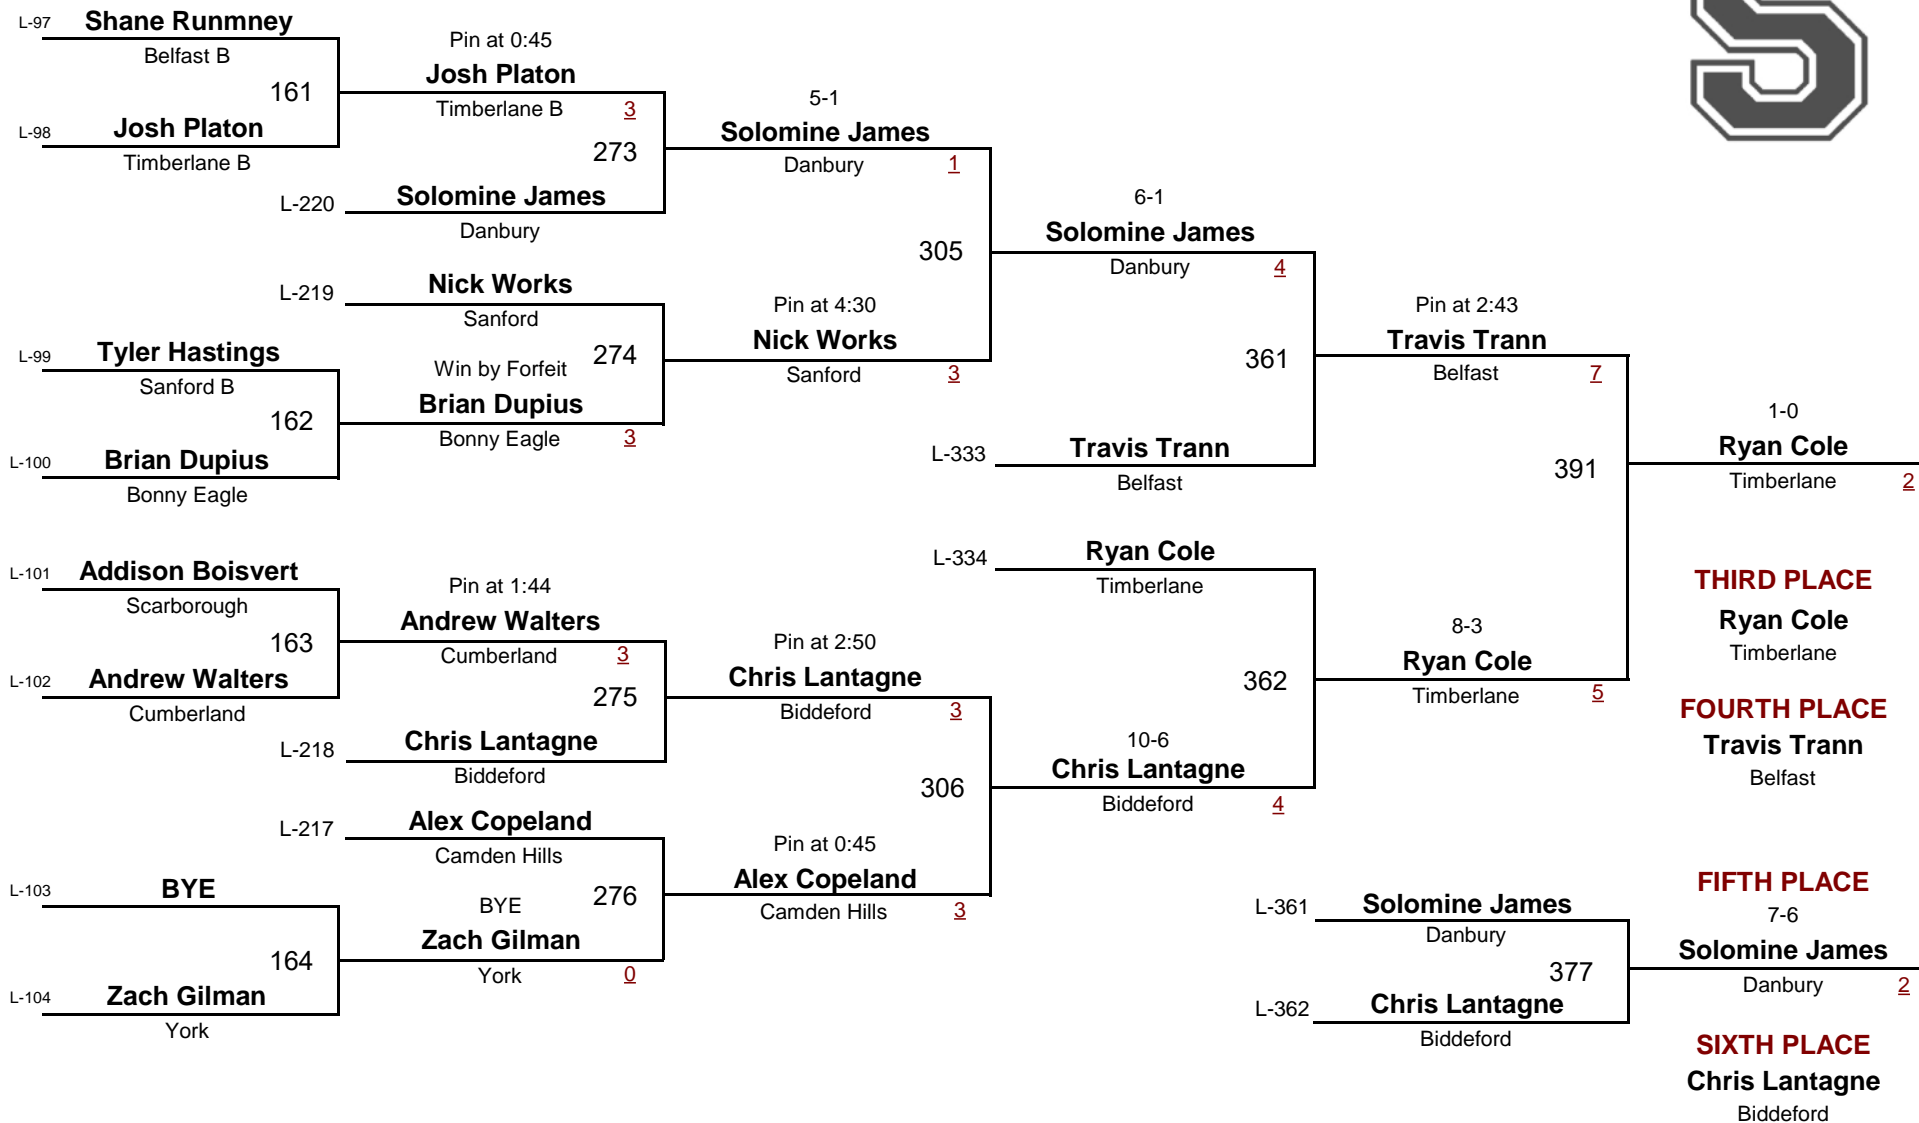 L-97 Shane Runmney
Belfast B
161
L-98 Josh Platon
Timberlane B
Pin at 0:45
Josh Platon
Timberlane B 3
273
L-220 Solomine James
Danbury
5-1
Solomine James
Danbury 1
L-219 Nick Works
Sanford
274
L-99 Tyler Hastings
Sanford B
162
L-100 Brian Dupius
Bonny Eagle
Win by Forfeit
Brian Dupius
Bonny Eagle 3
Pin at 4:30
Nick Works
Sanford 3
305
6-1
Solomine James
Danbury 4
361
L-333 Travis Trann
Belfast
Pin at 2:43
Travis Trann
Belfast 7
391
1-0
Ryan Cole
Timberlane 2
L-101 Addison Boisvert
Scarborough
163
L-102 Andrew Walters
Cumberland
Pin at 1:44
Andrew Walters
Cumberland 3
275
L-218 Chris Lantagne
Biddeford
Pin at 2:50
Chris Lantagne
Biddeford 3
306
L-217 Alex Copeland
Camden Hills
276
L-103 BYE
164
L-104 Zach Gilman
York
BYE
Zach Gilman
York 0
Pin at 0:45
Alex Copeland
Camden Hills 3
L-334 Ryan Cole
Timberlane
362
10-6
Chris Lantagne
Biddeford 4
8-3
Ryan Cole
Timberlane 5
THIRD PLACE
Ryan Cole
Timberlane
FOURTH PLACE
Travis Trann
Belfast
L-361 Solomine James
Danbury
377
L-362 Chris Lantagne
Biddeford
FIFTH PLACE
7-6
Solomine James
Danbury 2
SIXTH PLACE
Chris Lantagne
Biddeford
S